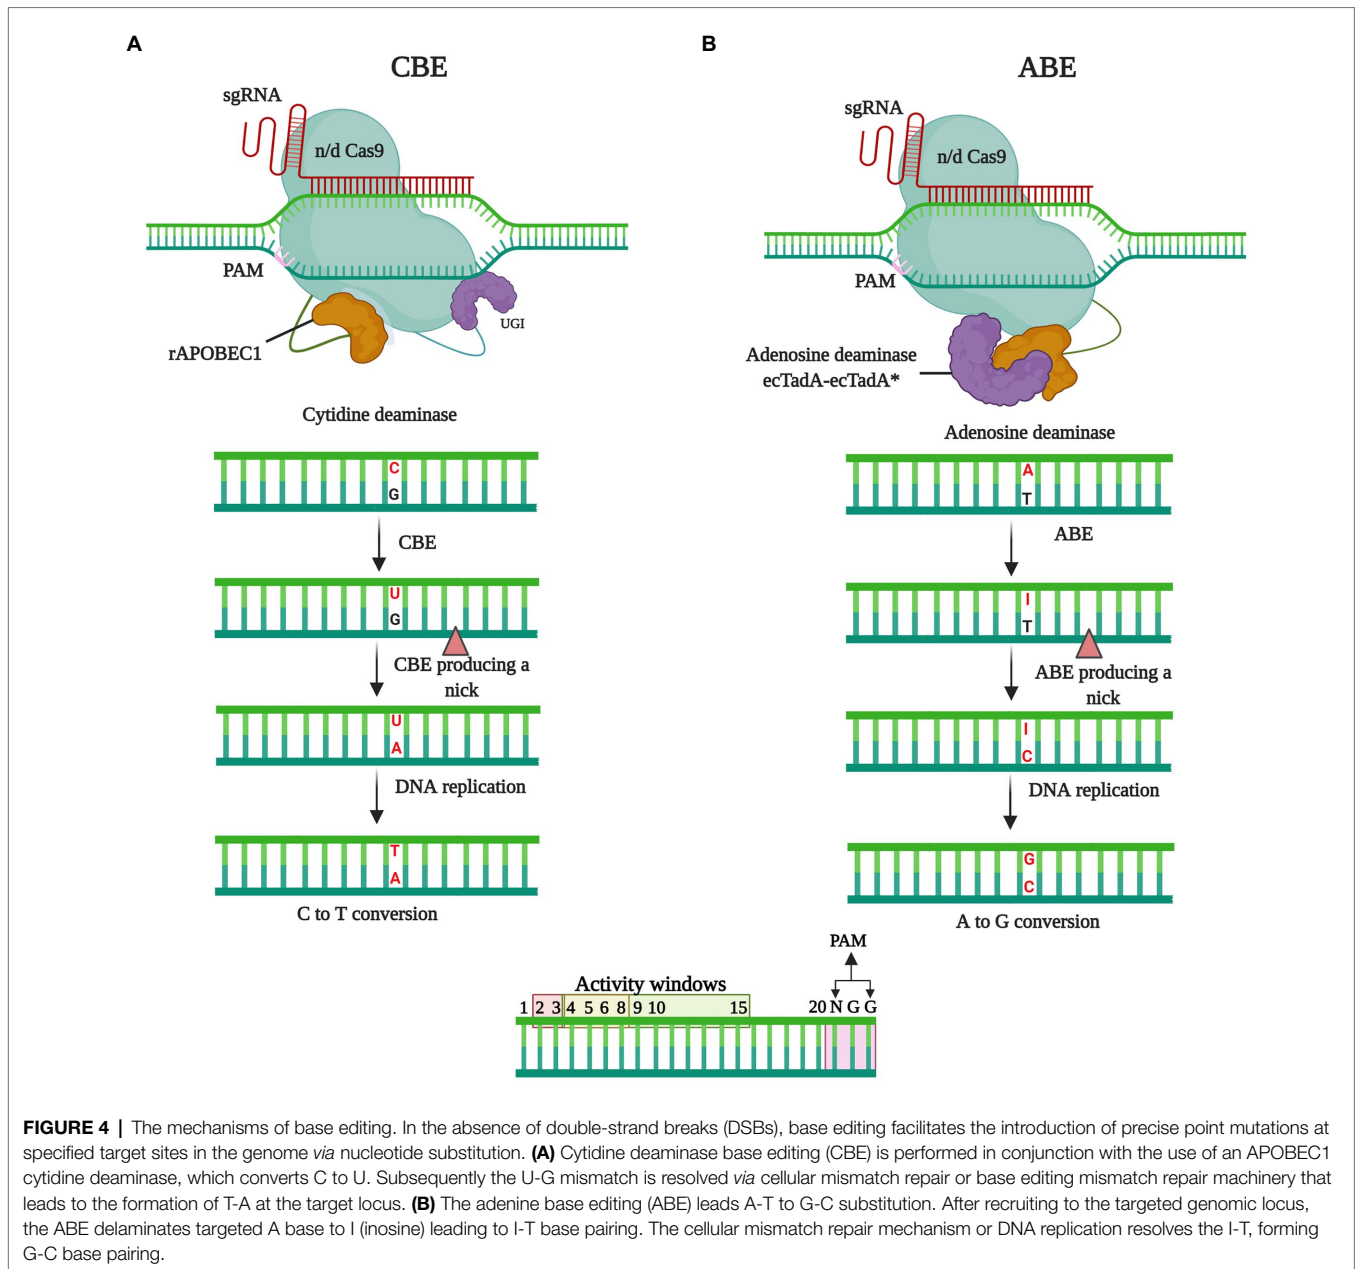 A
CBE
sgRNA
n/d Cas9
PAM
UGI
rAPOBEC1
Cytidine deaminase
C
G
CBE
U
G
CBE producing a
nick
U
A
DNA replication
T
A
C to T conversion
B
ABE
sgRNA
n/d Cas9
PAM
Adenosine deaminase
ecTadA-ecTadA*
Adenosine deaminase
A
T
ABE
I
T
ABE producing a
nick
I
C
DNA replication
G
C
A to G conversion
PAM
Activity windows
1 2 3 4 5 6 8 9 10 15 20 N G G
FIGURE 4 | The mechanisms of base editing. In the absence of double-strand breaks (DSBs), base editing facilitates the introduction of precise point mutations at
specified target sites in the genome via nucleotide substitution. (A) Cytidine deaminase base editing (CBE) is performed in conjunction with the use of an APOBEC1
cytidine deaminase, which converts C to U. Subsequently the U-G mismatch is resolved via cellular mismatch repair or base editing mismatch repair machinery that
leads to the formation of T-A at the target locus. (B) The adenine base editing (ABE) leads A-T to G-C substitution. After recruiting to the targeted genomic locus,
the ABE delaminates targeted A base to I (inosine) leading to I-T base pairing. The cellular mismatch repair mechanism or DNA replication resolves the I-T, forming
G-C base pairing.